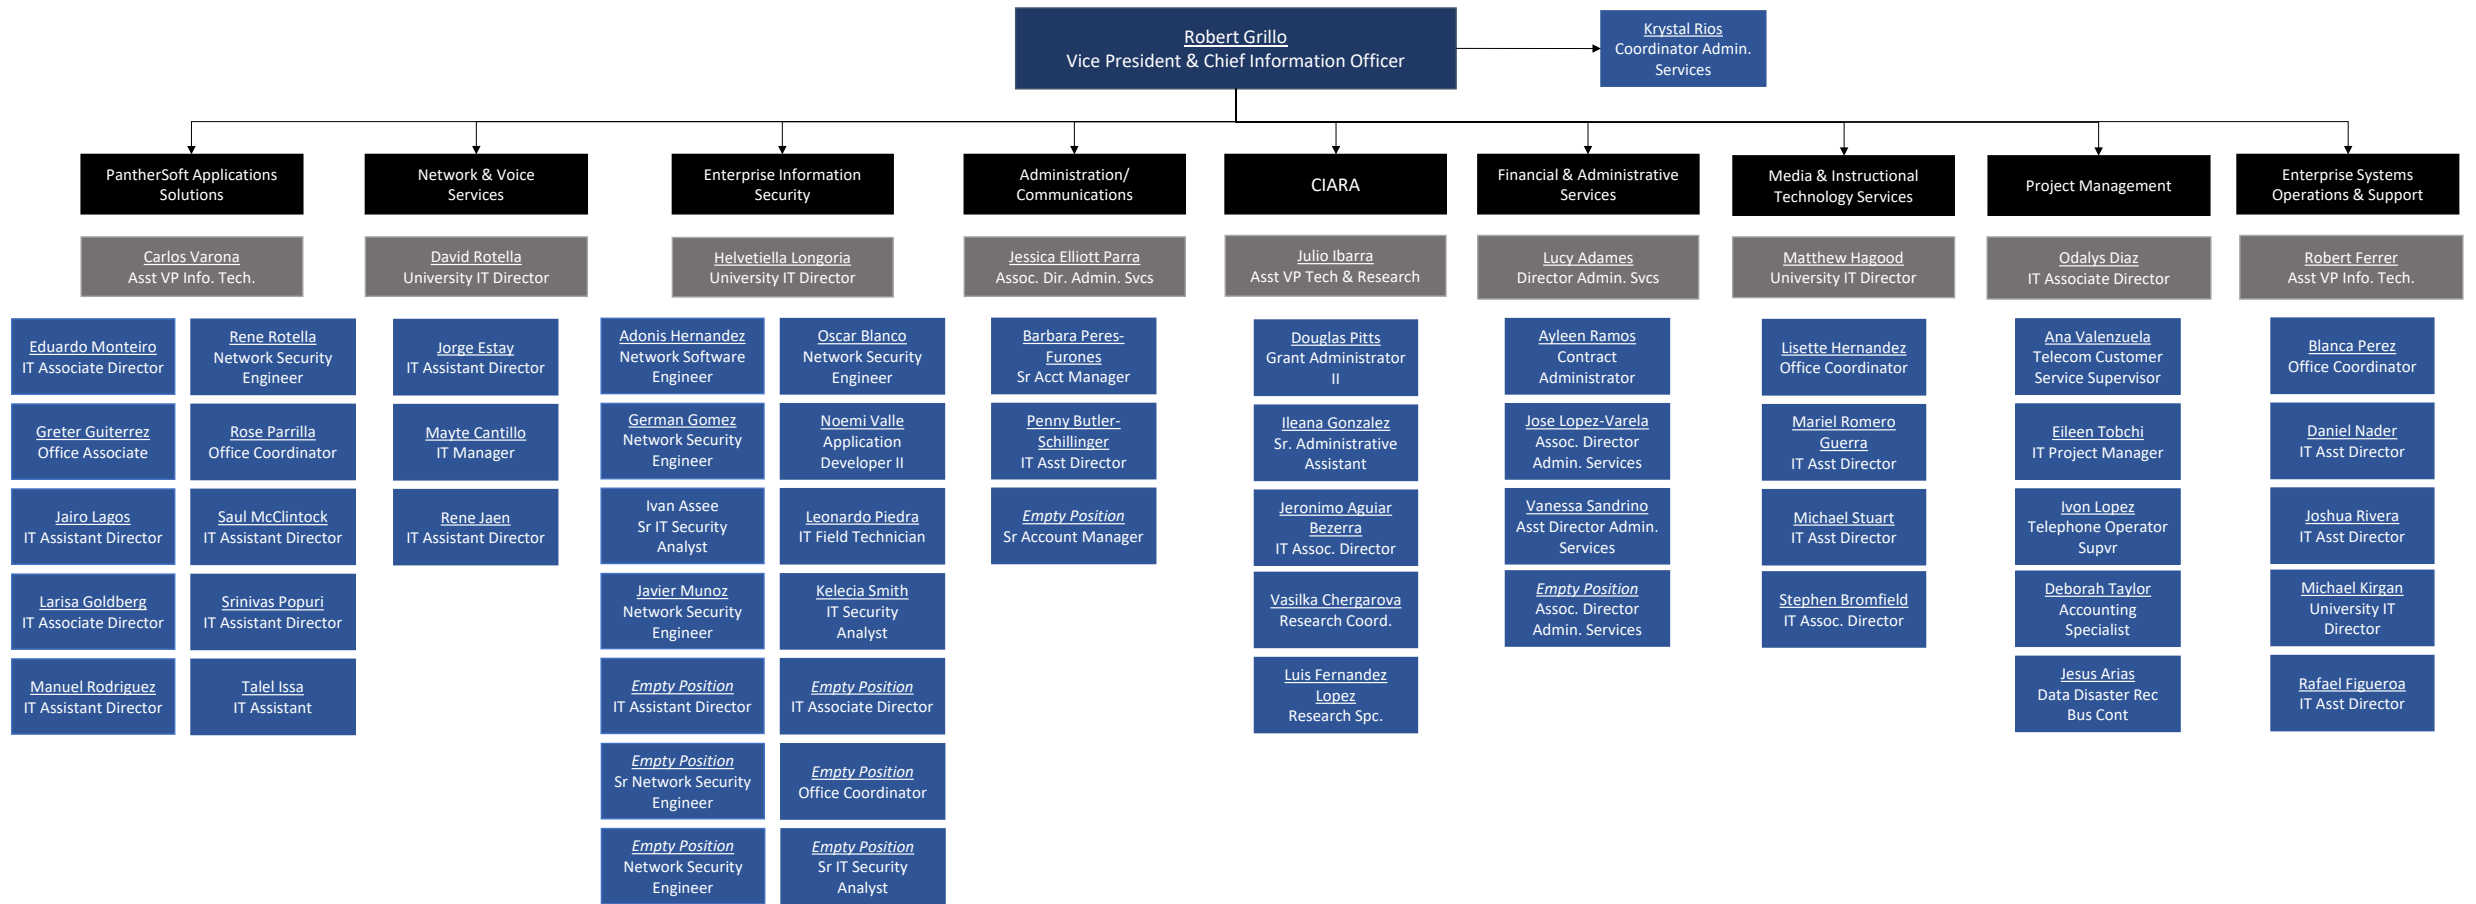 Robert Grillo
Vice President & Chief Information Officer
Krystal Rios
Coordinator Admin.
Services
PantherSoft Applications
Solutions
Network & Voice
Services
Enterprise Information
Security
Administration/
Communications
CIARA
Financial & Administrative
Services
Media & Instructional
Technology Services
Project Management
Enterprise Systems
Operations & Support
Carlos Varona
Asst VP Info. Tech.
David Rotella
University IT Director
Helvetiella Longoria
University IT Director
Jessica Elliott Parra
Assoc. Dir. Admin. Svcs
Julio Ibarra
Asst VP Tech & Research
Lucy Adames
Director Admin. Svcs
Matthew Hagood
University IT Director
Odalys Diaz
IT Associate Director
Robert Ferrer
Asst VP Info. Tech.
Eduardo Monteiro
IT Associate Director
Greter Guiterrez
Office Associate
Jairo Lagos
IT Assistant Director
Larisa Goldberg
IT Associate Director
Manuel Rodriguez
IT Assistant Director
Rene Rotella
Network Security
Engineer
Rose Parrilla
Office Coordinator
Saul McClintock
IT Assistant Director
Srinivas Popuri
IT Assistant Director
Talel Issa
IT Assistant
Jorge Estay
IT Assistant Director
Mayte Cantillo
IT Manager
Rene Jaen
IT Assistant Director
Adonis Hernandez
Network Software
Engineer
German Gomez
Network Security
Engineer
Ivan Assee
Sr IT Security
Analyst
Javier Munoz
Network Security
Engineer
Empty Position
IT Assistant Director
Empty Position
Sr Network Security
Engineer
Empty Position
Network Security
Engineer
Oscar Blanco
Network Security
Engineer
Noemi Valle
Application
Developer II
Leonardo Piedra
IT Field Technician
Kelecia Smith
IT Security
Analyst
Empty Position
IT Associate Director
Empty Position
Office Coordinator
Empty Position
Sr IT Security
Analyst
Barbara Peres-
Furones
Sr Acct Manager
Penny Butler-
Schillinger
IT Asst Director
Empty Position
Sr Account Manager
Douglas Pitts
Grant Administrator
II
Ileana Gonzalez
Sr. Administrative
Assistant
Jeronimo Aguiar
Bezerra
IT Assoc. Director
Vasilka Chergarova
Research Coord.
Luis Fernandez
Lopez
Research Spc.
Ayleen Ramos
Contract
Administrator
Jose Lopez-Varela
Assoc. Director
Admin. Services
Vanessa Sandrino
Asst Director Admin.
Services
Empty Position
Assoc. Director
Admin. Services
Lisette Hernandez
Office Coordinator
Mariel Romero
Guerra
IT Asst Director
Michael Stuart
IT Asst Director
Stephen Bromfield
IT Assoc. Director
Ana Valenzuela
Telecom Customer
Service Supervisor
Eileen Tobchi
IT Project Manager
Ivon Lopez
Telephone Operator
Supvr
Deborah Taylor
Accounting
Specialist
Jesus Arias
Data Disaster Rec
Bus Cont
Blanca Perez
Office Coordinator
Daniel Nader
IT Asst Director
Joshua Rivera
IT Asst Director
Michael Kirgan
University IT
Director
Rafael Figueroa
IT Asst Director